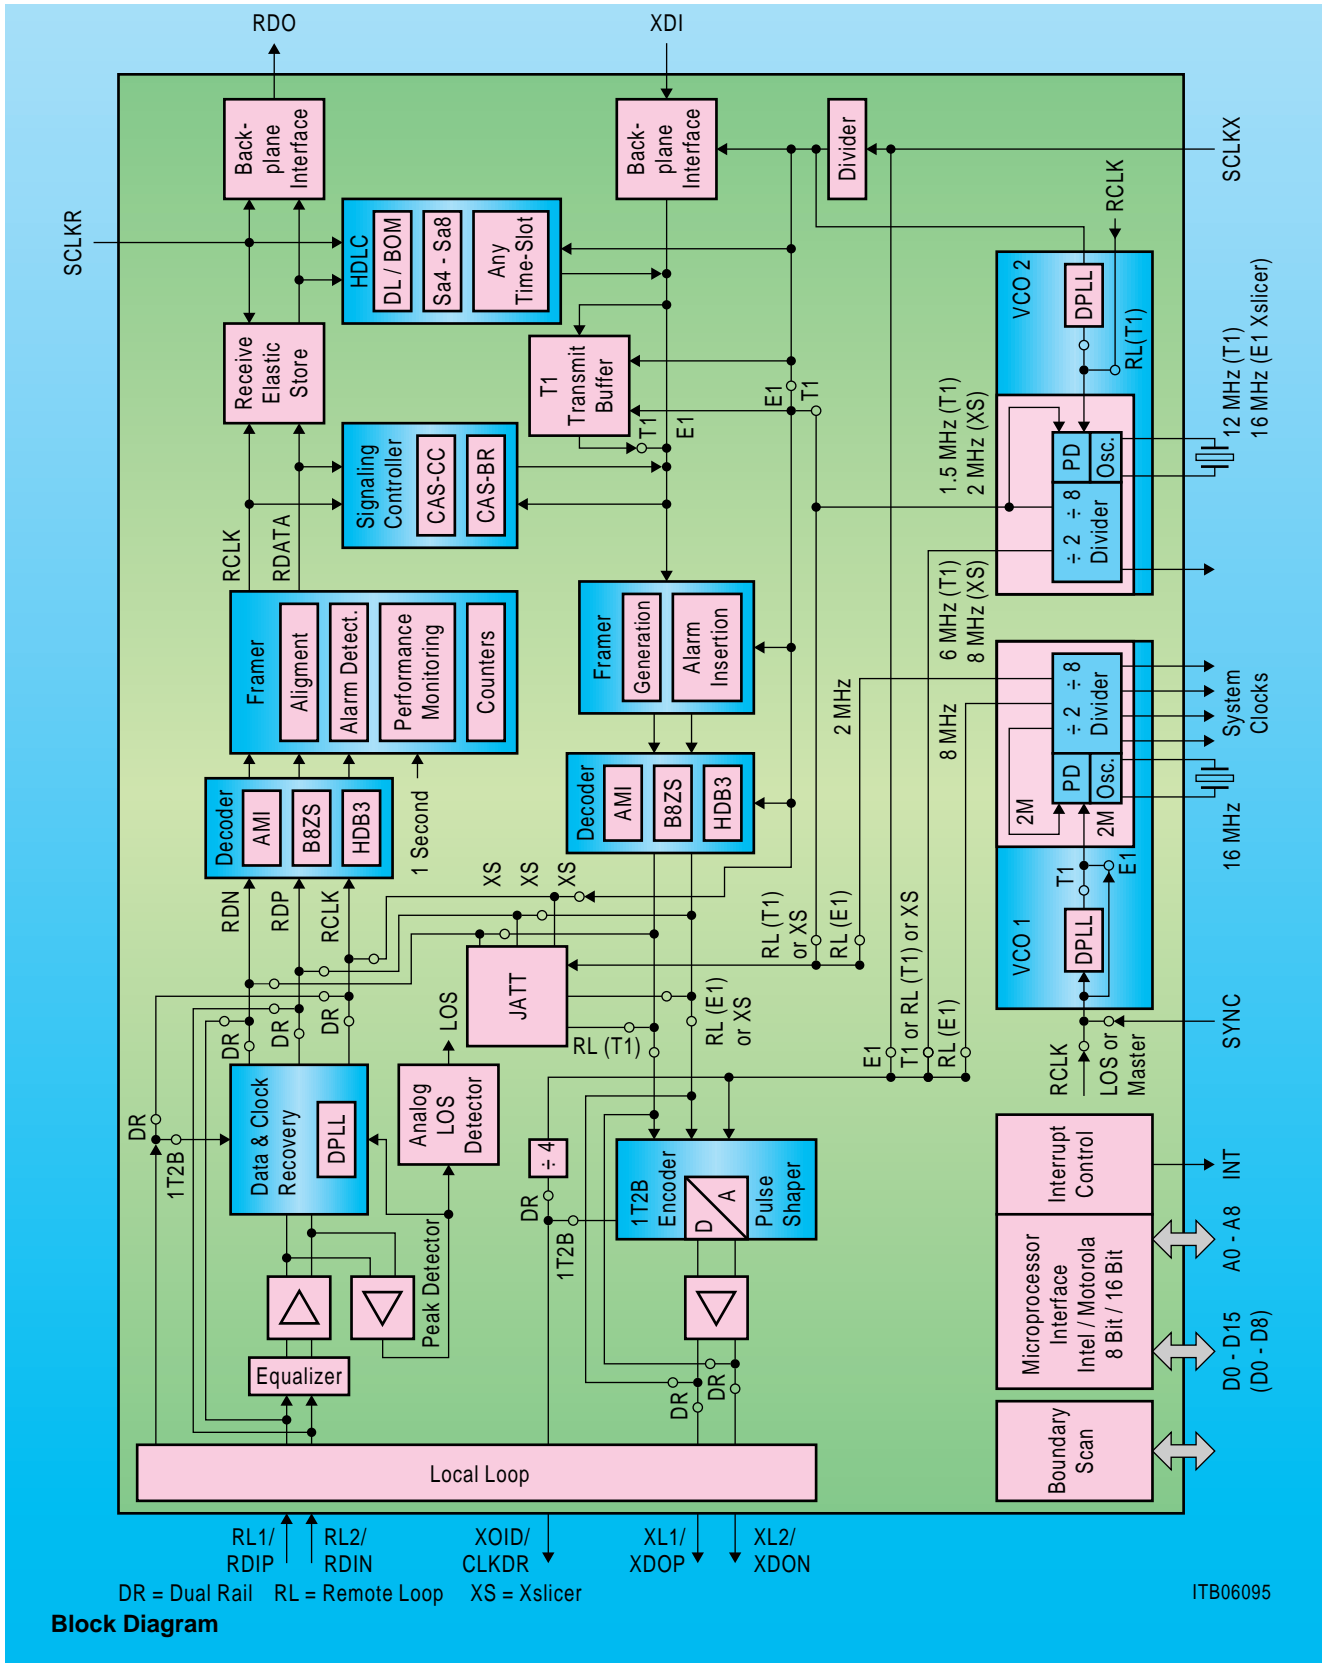 RDO
XDI
Back-
plane
Interface
Back-
plane
Interface
Divider
SCLKX
RCLK
SCLKR
HDLC
DL / BOM
Sa4 - Sa8
Any
Time-Slot
VCO 2
DPLL
RL(T1)
Receive
Elastic
Store
T1
Transmit
Buffer
E1
T1
T1
E1
12 MHz (T1)
16 MHz (E1 Xslicer)
1.5 MHz (T1)
2 MHz (XS)
PD
Osc.
÷ 2 ÷ 8
Divider
Signaling
Controller
CAS-CC
CAS-BR
RCLK
RDATA
6 MHz (T1)
8 MHz (XS)
Framer
Aligment
Alarm Detect.
Performance
Monitoring
Counters
Framer
Generation
Alarm
Insertion
2 MHz
8 MHz
÷ 2 ÷ 8
Divider
System
Clocks
PD
Osc.
2M
2M
16 MHz
Decoder
AMI
B8ZS
HDB3
1 Second
Decoder
AMI
B8ZS
HDB3
RDN
RDP
RCLK
XS
XS
XS
RL (T1)
or XS
RL (E1)
T1
E1
DPLL
VCO 1
JATT
LOS
RL (T1)
RL (E1)
or XS
E1
T1 or RL (T1) or XS
RL (E1)
SYNC
RCLK
LOS or
Master
DR
DR
DR
DR
1T2B
Data & Clock
Recovery
DPLL
Analog
LOS
Detector
÷ 4
DR
1T2B
1T2B
Encoder
D
A
Pulse
Shaper
Interrupt
Control
INT
Microprocessor
Interface
Intel / Motorola
8 Bit / 16 Bit
A0 - A8
D0 - D15
(D0 - D8)
Peak Detector
Equalizer
DR
DR
Boundary
Scan
Local Loop
RL1/
RDIP
RL2/
RDIN
XOID/
CLKDR
XL1/
XDOP
XL2/
XDON
DR = Dual Rail RL = Remote Loop XS = Xslicer
ITB06095
Block Diagram